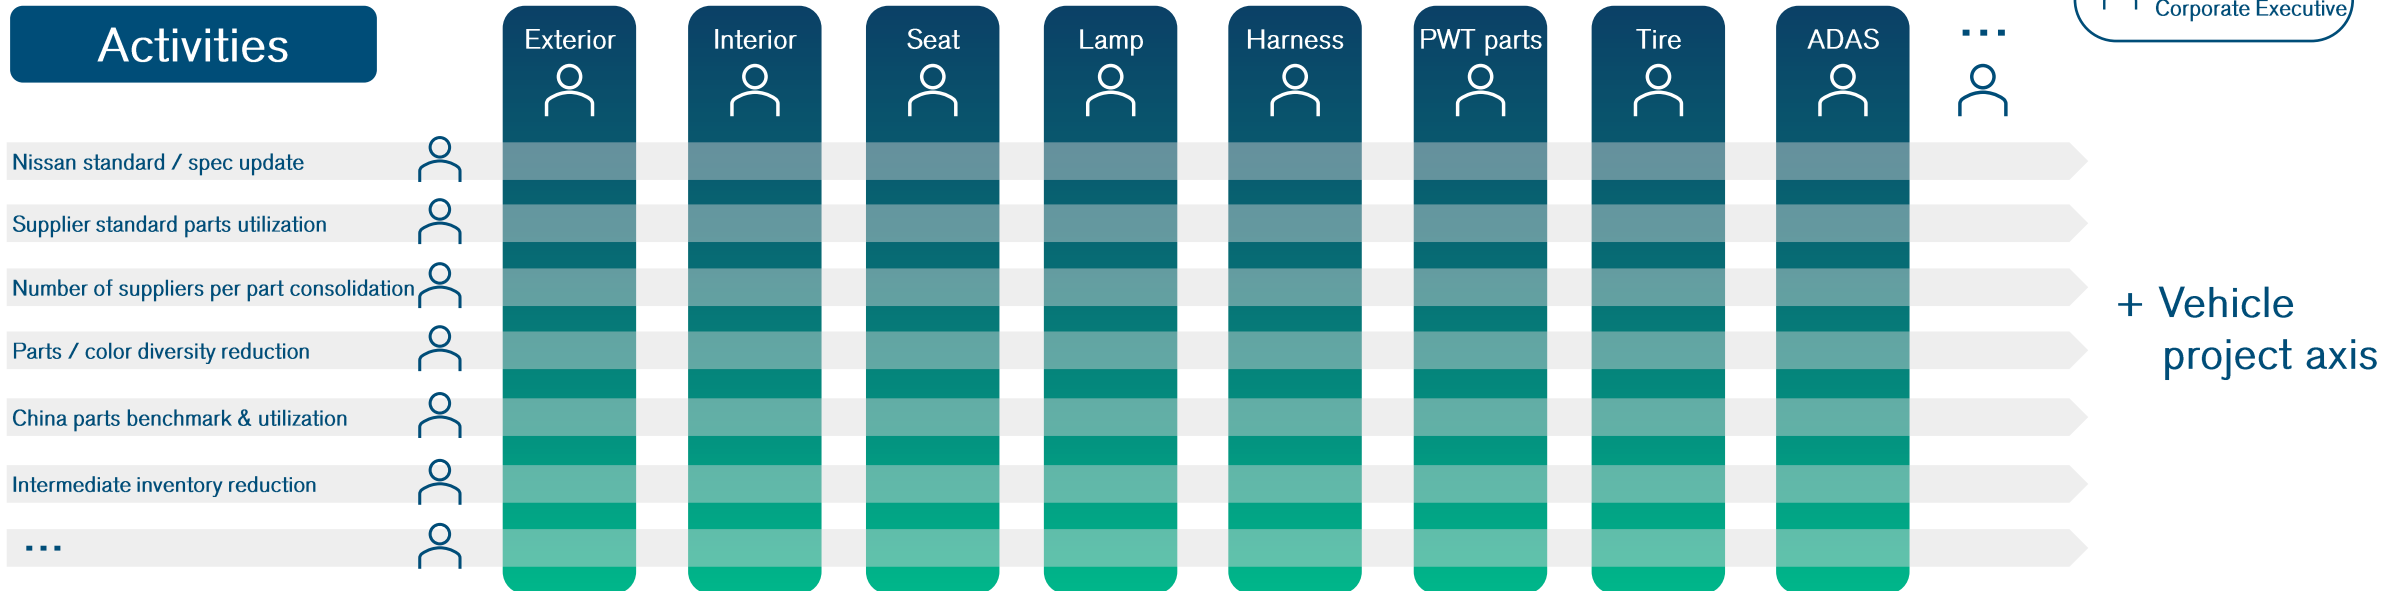 Corporate Executive
Activities
Exterior
Interior
Seat
Lamp
Harness
PWT parts
Tire
ADAS
...
Nissan standard / spec update
Supplier standard parts utilization
Number of suppliers per part consolidation
Parts / color diversity reduction
China parts benchmark & utilization
Intermediate inventory reduction
...
+ Vehicle
project axis